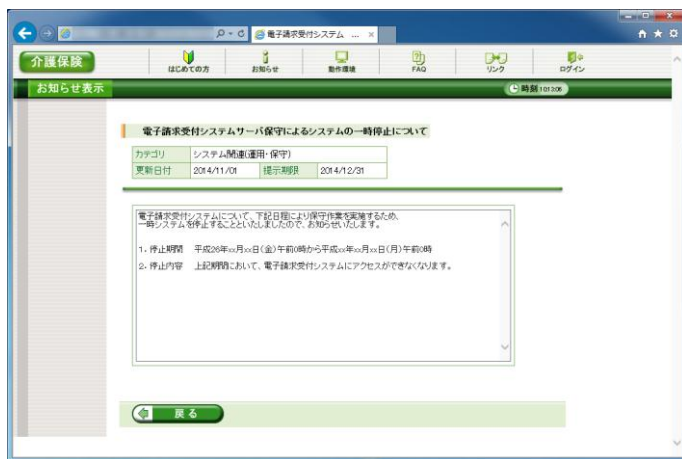 電子請求受付システム ... ×
介護保険
はじめての方
お知らせ
動作環境
FAQ
リンク
ログイン
お知らせ表示
時刻
電子請求受付システムサーバ保守によるシステムの一時停止について
カテゴリ システム関連(運用・保守)
更新日付 2014/11/01 提示期限 2014/12/31
電子請求受付システムについて、下記日程により保守作業を実施するため、
一時システムを停止することといたしましたので、お知らせいたします。
1. 停止期間 平成26年xx月xx日(金)午前0時から平成xx年xx月xx日(月)午前0時
2. 停止内容 上記期間において、電子請求受付システムにアクセスができなくなります。
戻る